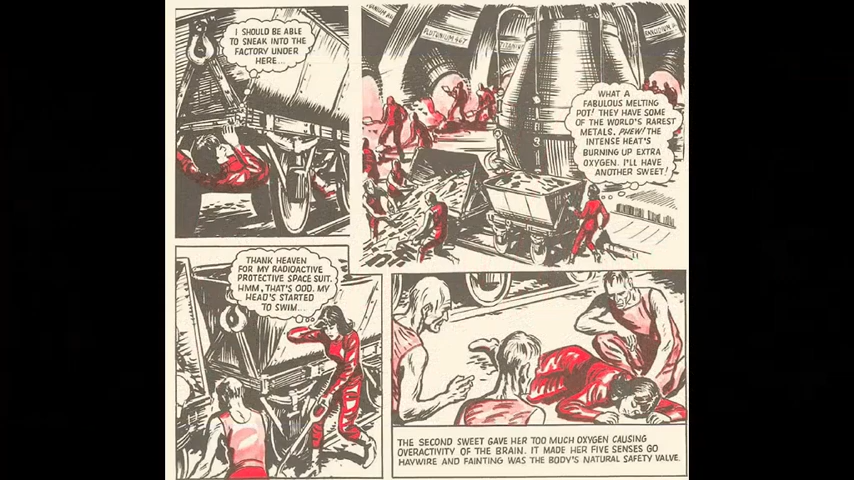 I SHOULD BE ABLE
TO SNEAK INTO THE
FACTORY UNDER
HERE...
PLUTONIUM 467
TITANIUM
WHAT A
FABULOUS MELTING
POT! THEY HAVE SOME
OF THE WORLD'S RAREST
METALS. PHEW! THE
INTENSE HEAT'S
BURNING UP EXTRA
OXYGEN. I'LL HAVE
ANOTHER SWEET!
THANK HEAVEN
FOR MY RADIOACTIVE
PROTECTIVE SPACE SUIT.
HMM, THAT'S ODD. MY
HEAD'S STARTED
TO SWIM...
THE SECOND SWEET GAVE HER TOO MUCH OXYGEN CAUSING
OVERACTIVITY OF THE BRAIN. IT MADE HER FIVE SENSES GO
HAYWIRE AND FAINTING WAS THE BODY'S NATURAL SAFETY VALVE.